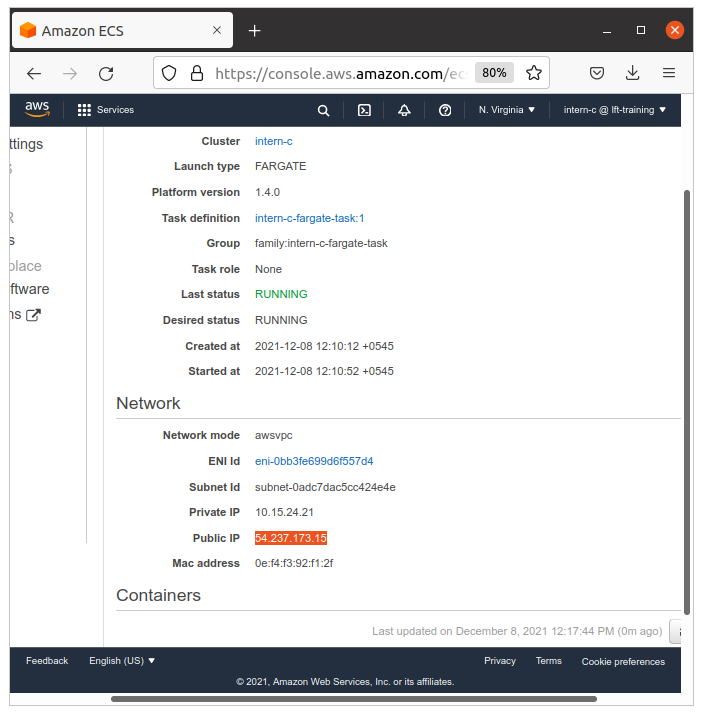 Amazon ECS
https://console.aws.amazon.com/ec
80%
aws
Services
N. Virginia
intern-c @ lft-training
ttings
Cluster intern-c
Launch type FARGATE
Platform version 1.4.0
Task definition intern-c-fargate-task:1
Group family:intern-c-fargate-task
Task role None
Last status RUNNING
Desired status RUNNING
Created at 2021-12-08 12:10:12 +0545
Started at 2021-12-08 12:10:52 +0545
place
ftware
ns
Network
Network mode awsvpc
ENI Id eni-0bb3fe699d6f557d4
Subnet Id subnet-0adc7dac5cc424e4e
Private IP 10.15.24.21
Public IP 54.237.173.15
Mac address 0e:f4:f3:92:f1:2f
Containers
Last updated on December 8, 2021 12:17:44 PM (0m ago)
Feedback English (US) Privacy Terms Cookie preferences
© 2021, Amazon Web Services, Inc. or its affiliates.